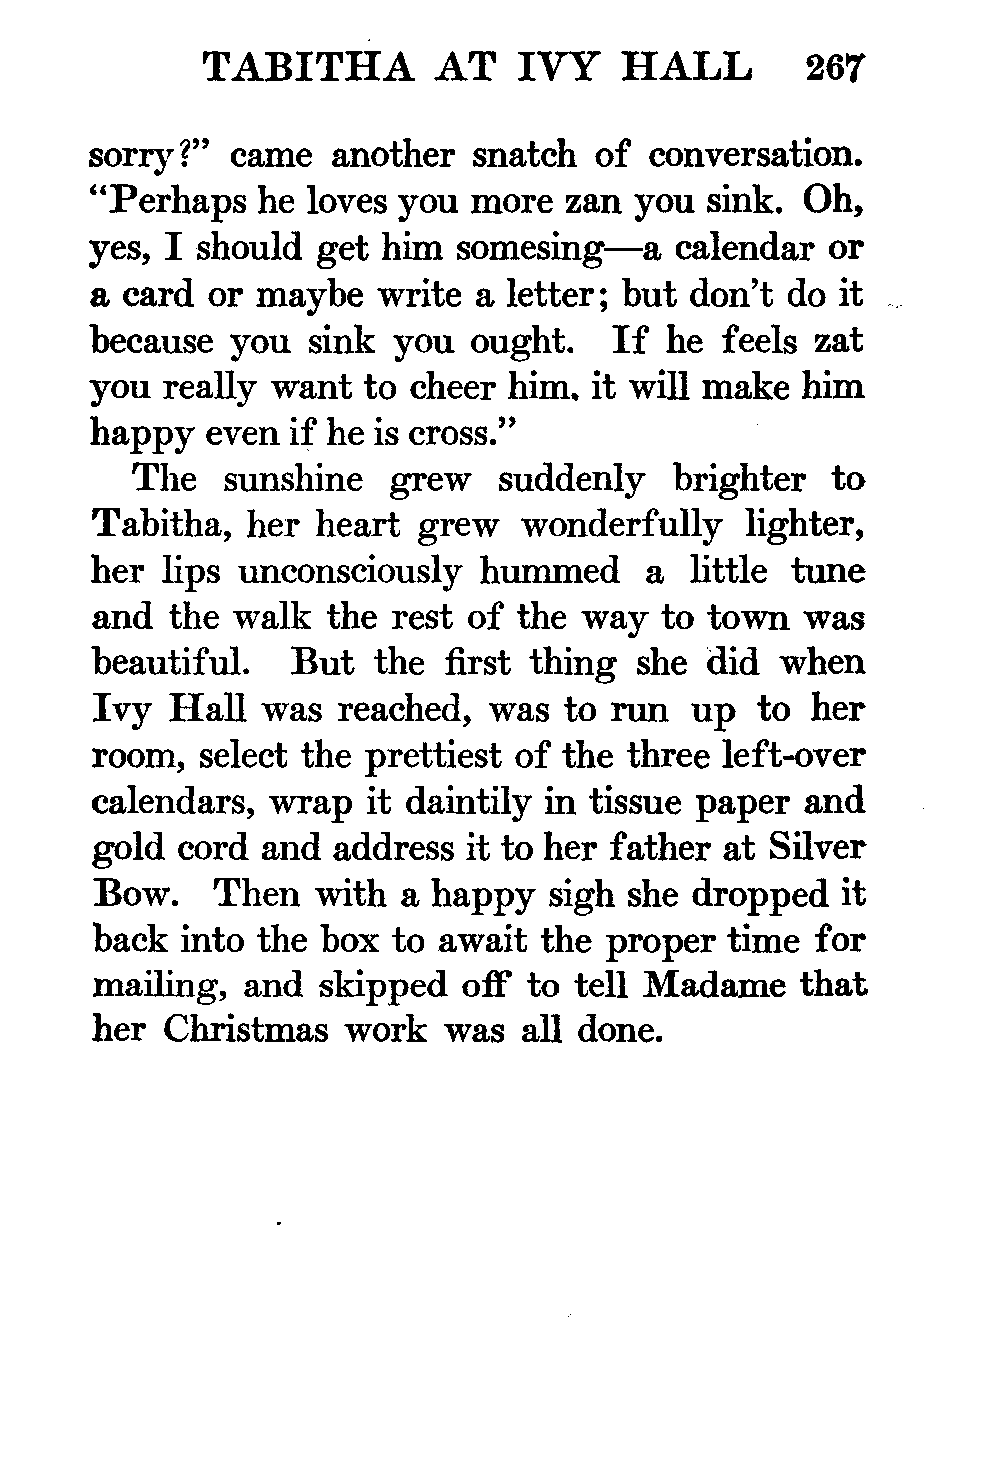 TABITHA AT IVY HALL 267
sorry?" came another snatch of conversation.
"Perhaps he loves you more zan you sink. Oh,
yes, I should get him somesing—a calendar or
a card or maybe write a letter; but don't do it
because you sink you ought. If he feels zat
you really want to cheer him, it will make him
happy even if he is cross."
The sunshine grew suddenly brighter to
Tabitha, her heart grew wonderfully lighter,
her lips unconsciously hummed a little tune
and the walk the rest of the way to town was
beautiful. But the first thing she did when
Ivy Hall was reached, was to run up to her
room, select the prettiest of the three left-over
calendars, wrap it daintily in tissue paper and
gold cord and address it to her father at Silver
Bow. Then with a happy sigh she dropped it
back into the box to await the proper time for
mailing, and skipped off to tell Madame that
her Christmas work was all done.